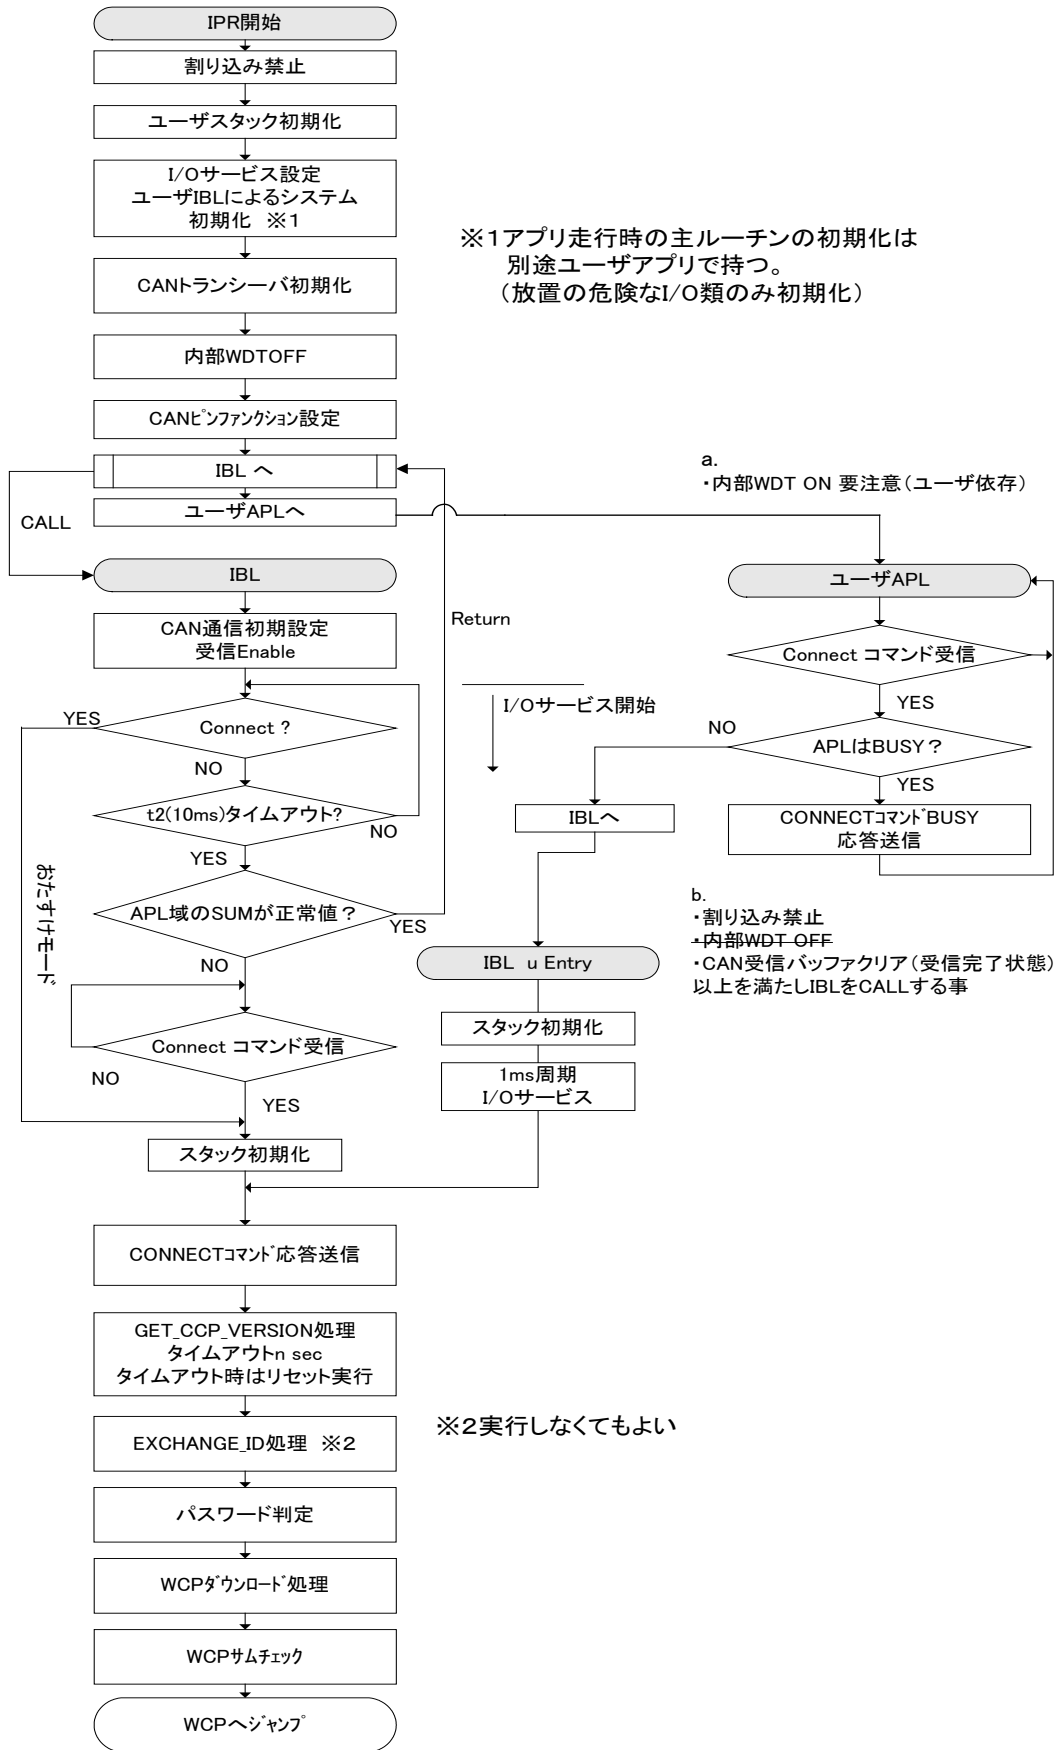 IPR開始
割り込み禁止
ユーザスタック初期化
I/Oサービス設定
ユーザIBLによるシステム
初期化 ※1
※1アプリ走行時の主ルーチンの初期化は
別途ユーザアプリで持つ。
(放置の危険なI/O類のみ初期化)
CANトランシーバ初期化
内部WDTOFF
CANピンファンクション設定
IBL へ
ユーザAPLへ
CALL
a.
・内部WDT ON 要注意(ユーザ依存)
IBL
CAN通信初期設定
受信Enable
Return
Connect ?
YES
NO
t2(10ms)タイムアウト?
NO
YES
おたすけモード
APL域のSUMが正常値?
YES
NO
Connect コマンド受信
NO
YES
スタック初期化
I/Oサービス開始
ユーザAPL
Connect コマンド受信
YES
NO
APLはBUSY?
YES
CONNECTコマンドBUSY
応答送信
IBLへ
b.
・割り込み禁止
・内部WDT OFF
・CAN受信バッファクリア(受信完了状態)
以上を満たしIBLをCALLする事
IBL u Entry
スタック初期化
1ms周期
I/Oサービス
CONNECTコマンド応答送信
GET_CCP_VERSION処理
タイムアウトn sec
タイムアウト時はリセット実行
EXCHANGE_ID処理 ※2
※2実行しなくてもよい
パスワード判定
WCPダウンロード処理
WCPサムチェック
WCPへジャンプ